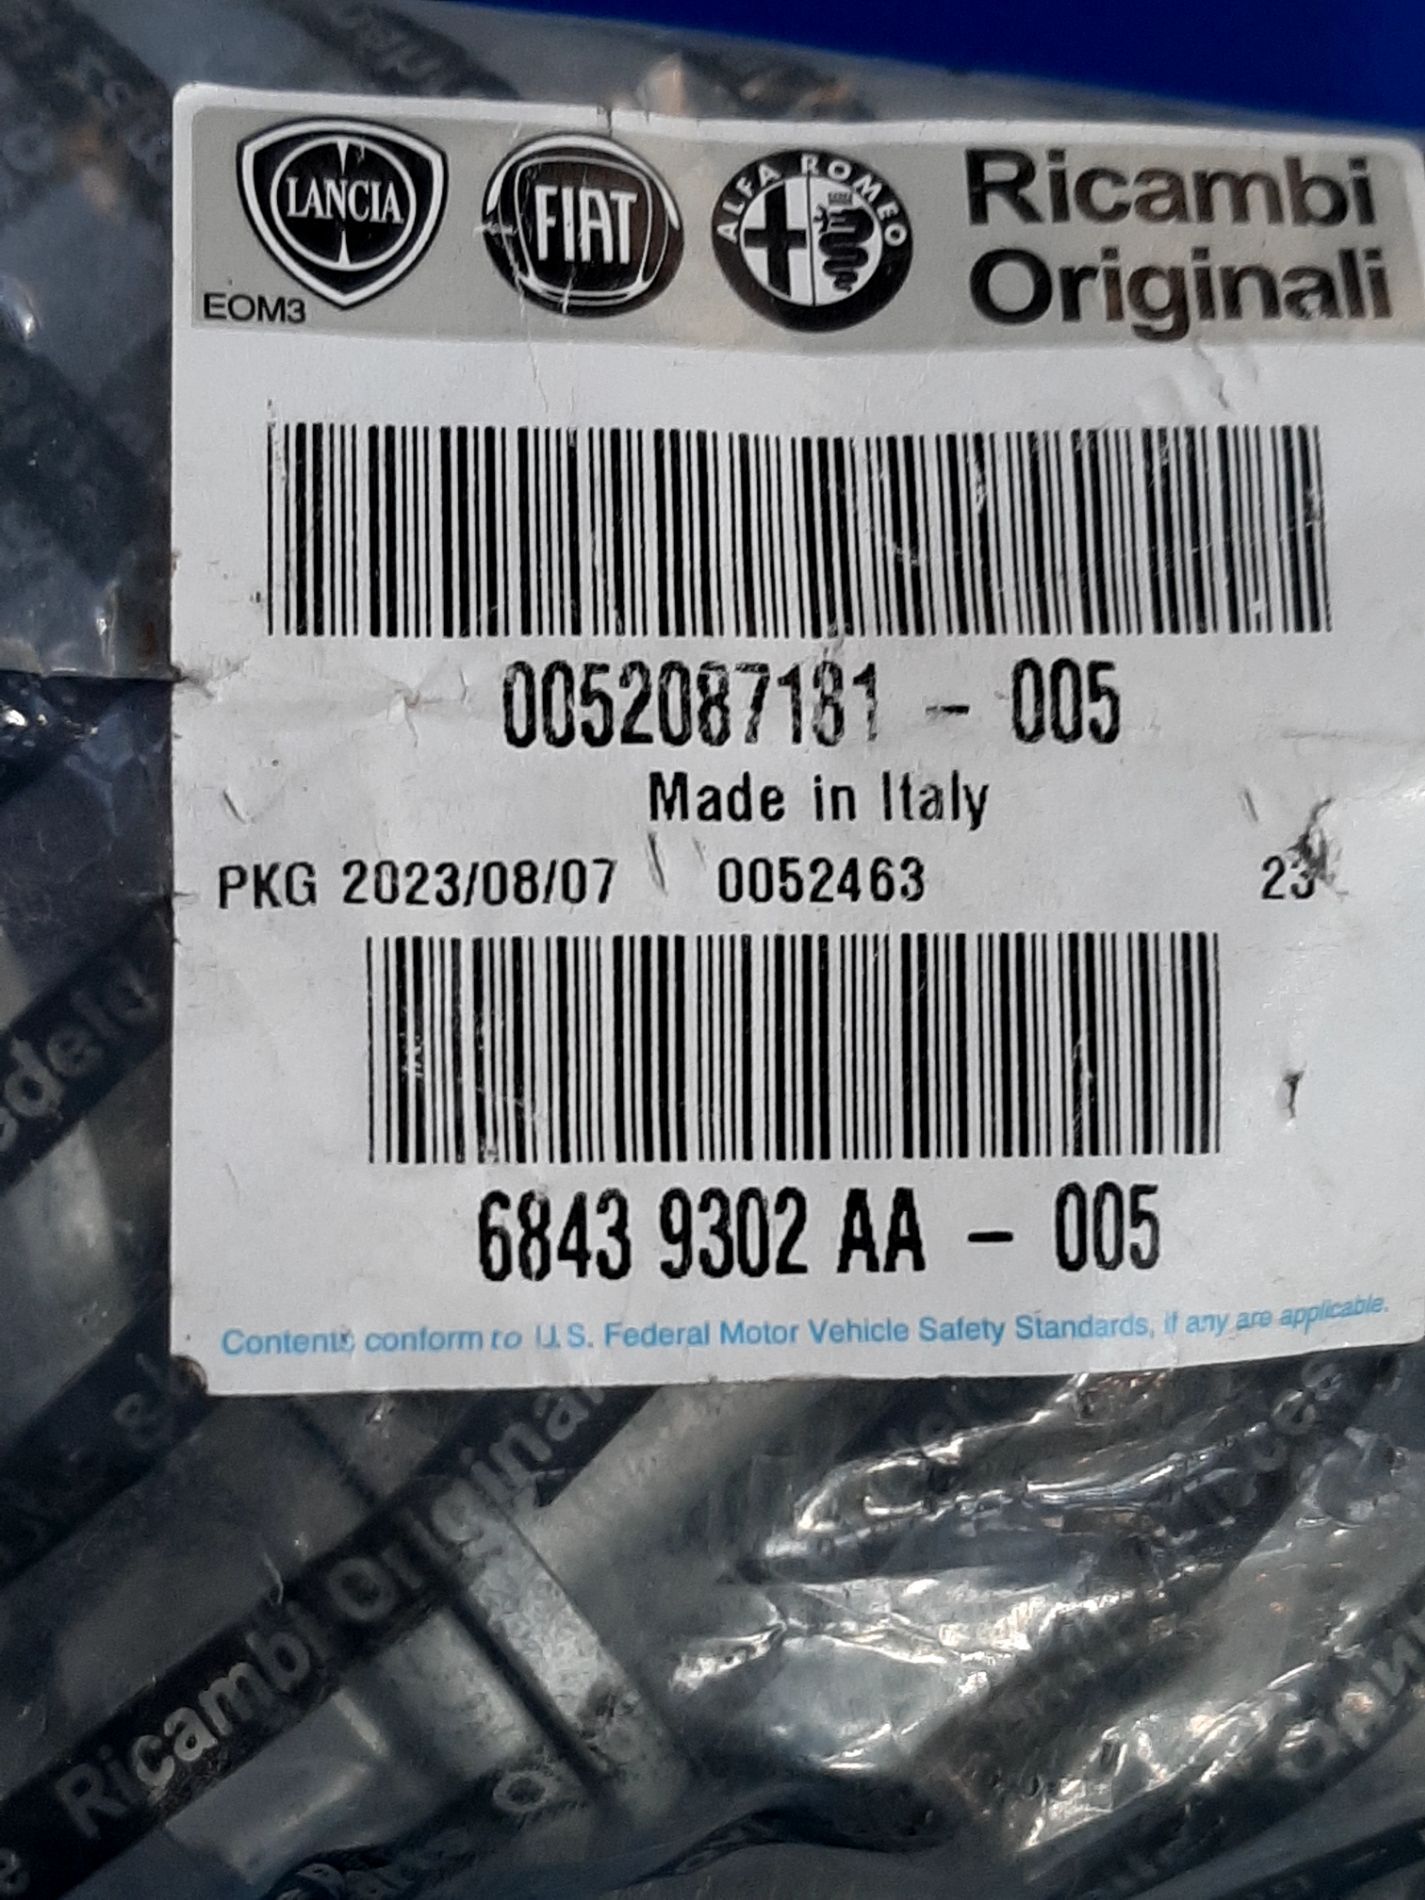 LANCIA
FIAT
ALFA ROMEO
Ricambi
Originali
EOM3
0052087181 - 005
Made in Italy
PKG 2023/08/07 0052463 23
6843 9302 AA - 005
Contents conform to U.S. Federal Motor Vehicle Safety Standards, if any are applicable.
Ricambi Original